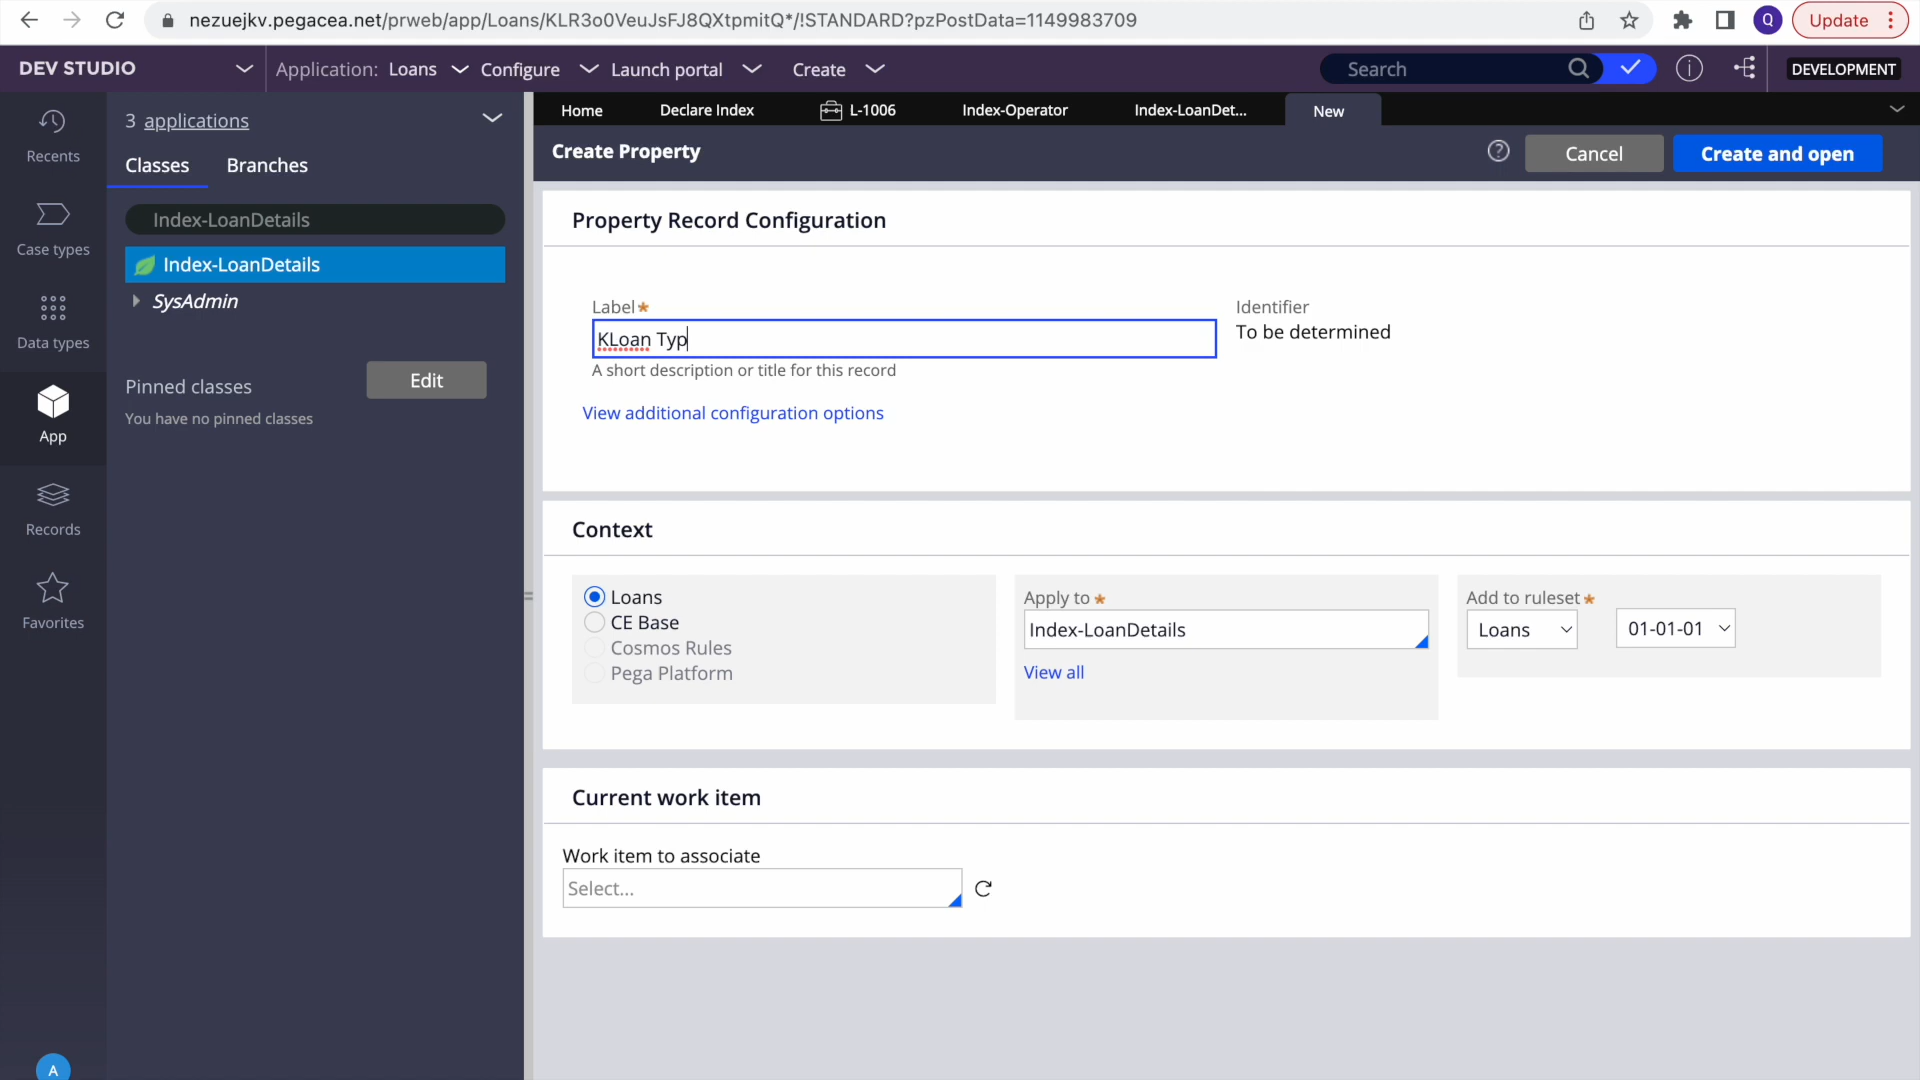 nezuejkv.pegacea.net/prweb/app/Loans/KLR3o0VeuJsFJ8QXtpmitQ*/!STANDARD?pzPostData=1149983709
Q
Update
DEV STUDIO
Application: Loans
Configure
Launch portal
Create
Search
DEVELOPMENT
Recents
Case types
Data types
App
Records
Favorites
A
3 applications
Classes
Branches
Index-LoanDetails
Index-LoanDetails
SysAdmin
Pinned classes
Edit
You have no pinned classes
Home
Declare Index
L-1006
Index-Operator
Index-LoanDet...
New
Create Property
?
Cancel
Create and open
Property Record Configuration
Label*
KLoan Typ
A short description or title for this record
Identifier
To be determined
View additional configuration options
Context
Loans
CE Base
Cosmos Rules
Pega Platform
Apply to *
Index-LoanDetails
View all
Add to ruleset *
Loans
01-01-01
Current work item
Work item to associate
Select...